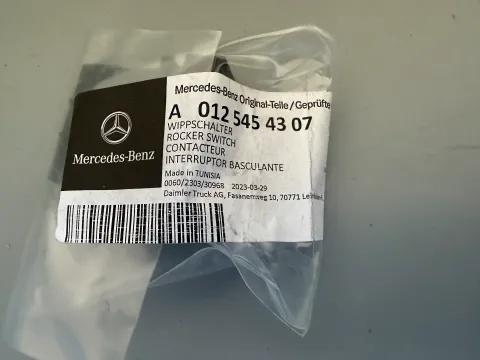 Mercedes-Benz Original-Teile/Geprüfte
A 012 545 43 07
WIPPSCHALTER
ROCKER SWITCH
CONTACTEUR
INTERRUPTOR BASCULANTE
Made in TUNISIA
0060/2303/30968 2023-03-29
Daimler Truck AG, Fasanenweg 10, 70771
Mercedes-Benz